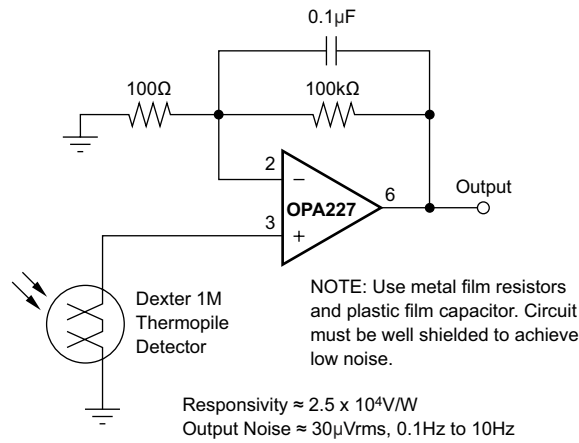 0.1μF
100Ω
100kΩ
2
−
OPA227
6
Output
3
+
Dexter 1M
Thermopile
Detector
NOTE: Use metal film resistors
and plastic film capacitor. Circuit
must be well shielded to achieve
low noise.
Responsivity ≈ 2.5 x 10⁴V/W
Output Noise ≈ 30μVrms, 0.1Hz to 10Hz